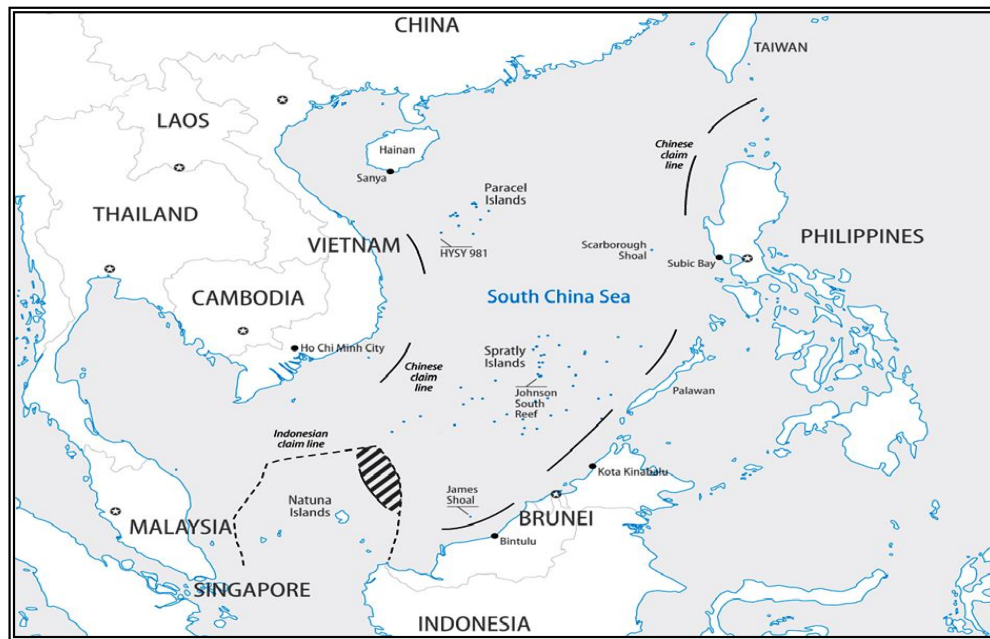 CHINA
TAIWAN
LAOS
Hainan
Sanya
Chinese
claim line
Paracel
Islands
THAILAND
VIETNAM
HYSY 981
Scarborough
Shoal
Subic Bay
PHILIPPINES
CAMBODIA
South China Sea
Ho Chi Minh City
Chinese
claim
line
Spratly
Islands
Johnson
South
Reef
Palawan
Indonesian
claim line
Kota Kinabalu
Natuna
Islands
James
Shoal
MALAYSIA
BRUNEI
Bintulu
SINGAPORE
INDONESIA